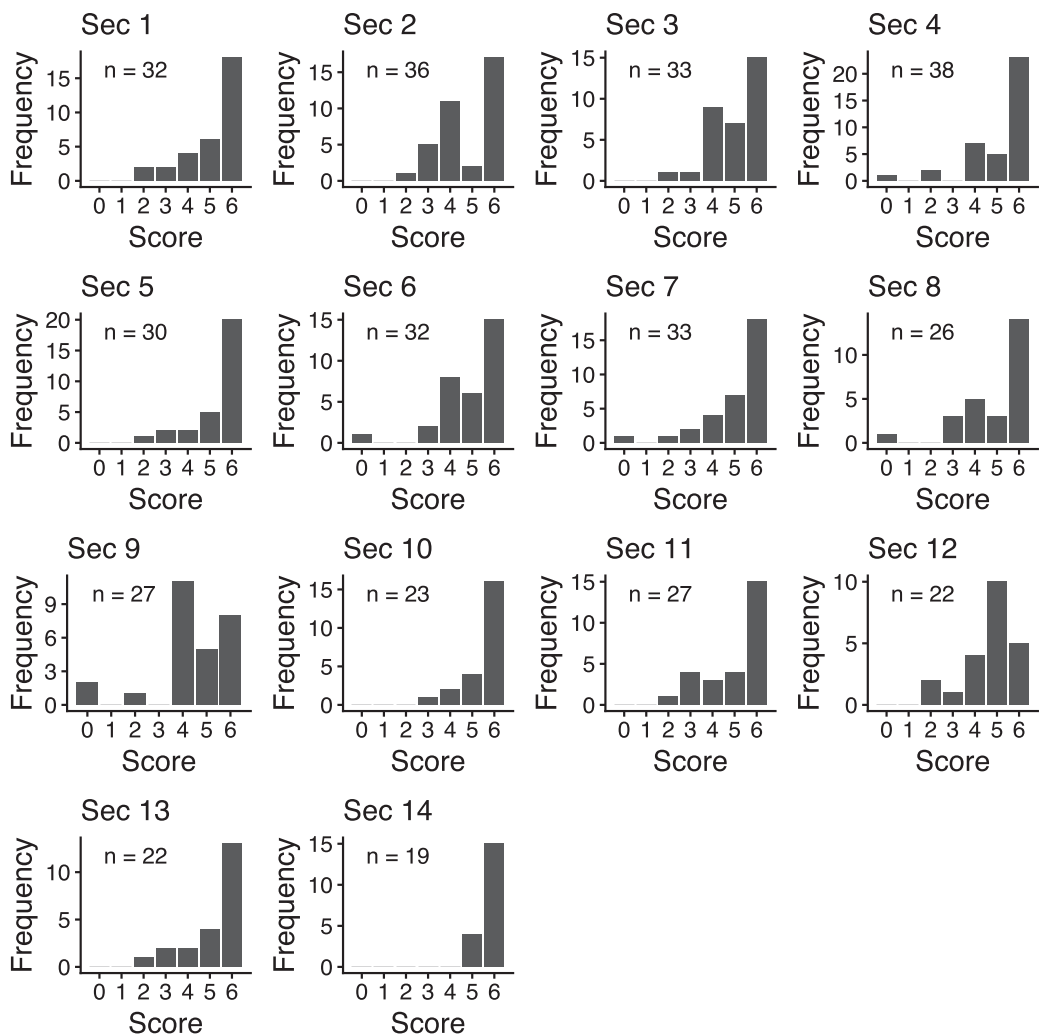 Sec 1
n = 32
Frequency
15
10
5
0
0 1 2 3 4 5 6
Score
Sec 2
n = 36
Frequency
15
10
5
0
0 1 2 3 4 5 6
Score
Sec 3
n = 33
Frequency
15
10
5
0
0 1 2 3 4 5 6
Score
Sec 4
n = 38
Frequency
20
15
10
5
0
0 1 2 3 4 5 6
Score
Sec 5
n = 30
Frequency
20
15
10
5
0
0 1 2 3 4 5 6
Score
Sec 6
n = 32
Frequency
15
10
5
0
0 1 2 3 4 5 6
Score
Sec 7
n = 33
Frequency
15
10
5
0
0 1 2 3 4 5 6
Score
Sec 8
n = 26
Frequency
10
5
0
0 1 2 3 4 5 6
Score
Sec 9
n = 27
Frequency
9
6
3
0
0 1 2 3 4 5 6
Score
Sec 10
n = 23
Frequency
15
10
5
0
0 1 2 3 4 5 6
Score
Sec 11
n = 27
Frequency
15
10
5
0
0 1 2 3 4 5 6
Score
Sec 12
n = 22
Frequency
10
5
0
0 1 2 3 4 5 6
Score
Sec 13
n = 22
Frequency
10
5
0
0 1 2 3 4 5 6
Score
Sec 14
n = 19
Frequency
15
10
5
0
0 1 2 3 4 5 6
Score